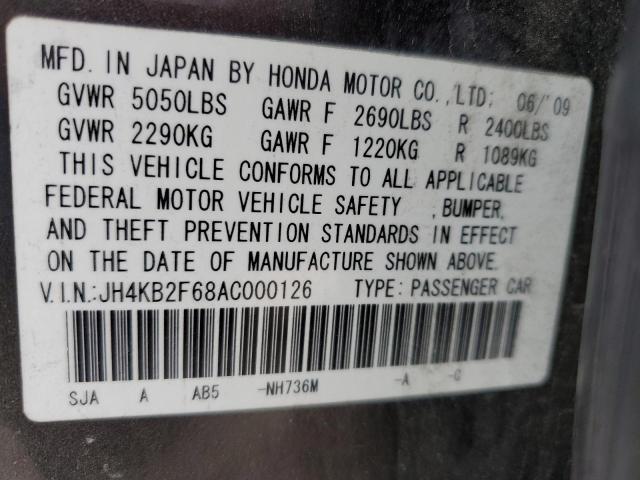 MFD. IN JAPAN BY HONDA MOTOR CO., LTD; 06/'09
GVWR 5050LBS GAWR F 2690LBS R 2400LBS
GVWR 2290KG GAWR F 1220KG R 1089KG
THIS VEHICLE CONFORMS TO ALL APPLICABLE
FEDERAL MOTOR VEHICLE SAFETY , BUMPER,
AND THEFT PREVENTION STANDARDS IN EFFECT
ON THE DATE OF MANUFACTURE SHOWN ABOVE.
V.I.N.:JH4KB2F68AC000126 TYPE: PASSENGER CAR
SJA A AB5 -NH736M -A -G